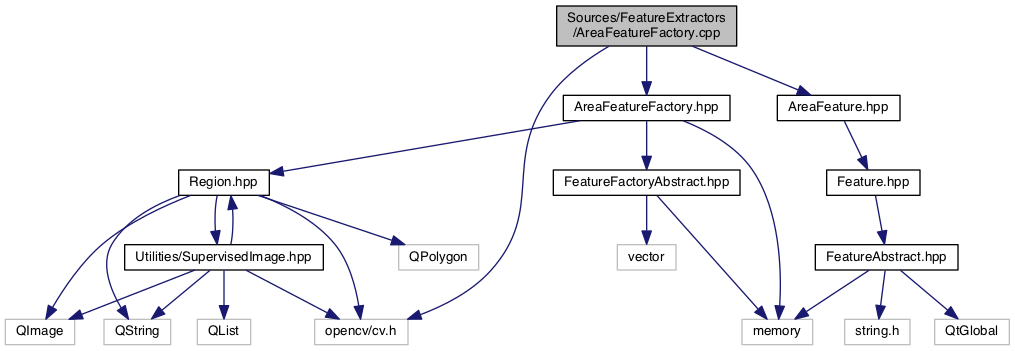 Sources/FeatureExtractors
/AreaFeatureFactory.cpp
AreaFeatureFactory.hpp
AreaFeature.hpp
Region.hpp
FeatureFactoryAbstract.hpp
Feature.hpp
Utilities/SupervisedImage.hpp
QPolygon
vector
FeatureAbstract.hpp
QImage
QString
QList
opencv/cv.h
memory
string.h
QtGlobal